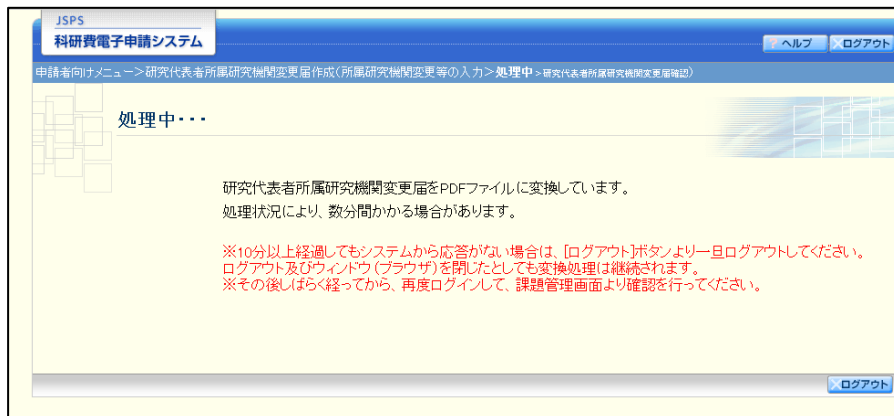 JSPS
科研費電子申請システム
? ヘルプ
×ログアウト
申請者向けメニュー>研究代表者所属研究機関変更届作成(所属研究機関変更等の入力>処理中>研究代表者所属研究機関変更届確認)
処理中・・・
研究代表者所属研究機関変更届をPDFファイルに変換しています。
処理状況により、数分間かかる場合があります。
※10分以上経過してもシステムから応答がない場合は、[ログアウト]ボタンより一旦ログアウトしてください。
ログアウト及びウィンドウ(ブラウザ)を閉じたとしても変換処理は継続されます。
※その後しばらく経ってから、再度ログインして、課題管理画面より確認を行ってください。
×ログアウト